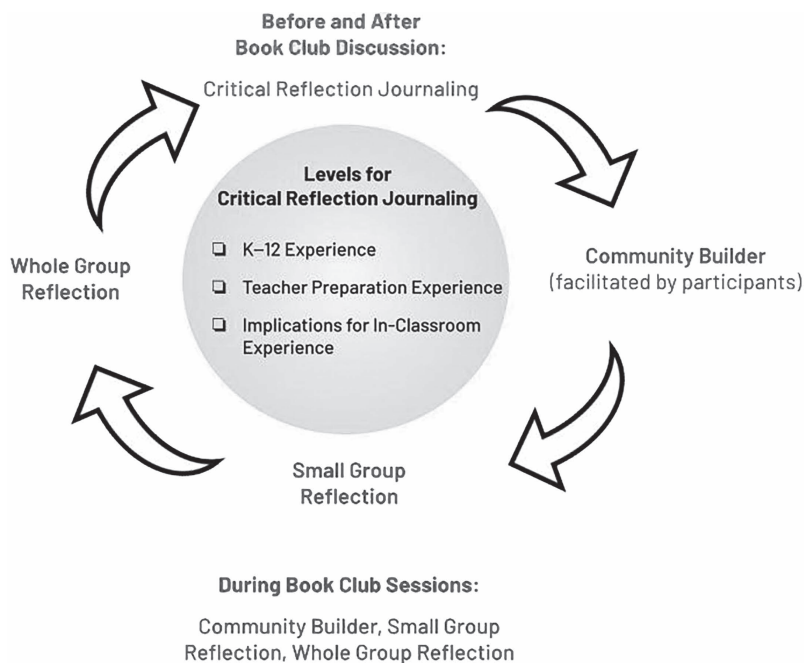 Before and After
Book Club Discussion:
Critical Reflection Journaling
Levels for
Critical Reflection Journaling
❏ K–12 Experience
❏ Teacher Preparation Experience
❏ Implications for In-Classroom
Experience
Community Builder
(facilitated by participants)
Small Group
Reflection
Whole Group
Reflection
During Book Club Sessions:
Community Builder, Small Group
Reflection, Whole Group Reflection